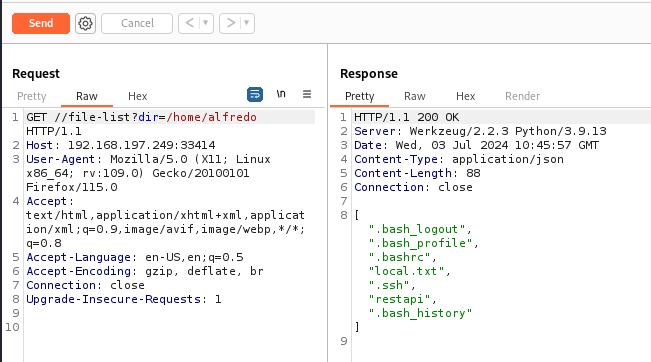 Send Cancel < ▼ > ▼
Request
Pretty Raw Hex \n
1 GET //file-list?dir=/home/alfredo
HTTP/1.1
2 Host: 192.168.197.249:33414
3 User-Agent: Mozilla/5.0 (X11; Linux
x86_64; rv:109.0) Gecko/20100101
Firefox/115.0
4 Accept:
text/html,application/xhtml+xml,applicat
ion/xml;q=0.9,image/avif,image/webp,*/*;
q=0.8
5 Accept-Language: en-US,en;q=0.5
6 Accept-Encoding: gzip, deflate, br
7 Connection: close
8 Upgrade-Insecure-Requests: 1
9
10
Response
Pretty Raw Hex Render
1 HTTP/1.1 200 OK
2 Server: Werkzeug/2.2.3 Python/3.9.13
3 Date: Wed, 03 Jul 2024 10:45:57 GMT
4 Content-Type: application/json
5 Content-Length: 88
6 Connection: close
7
8 [
".bash_logout",
".bash_profile",
".bashrc",
"local.txt",
".ssh",
"restapi",
".bash_history"
]
9